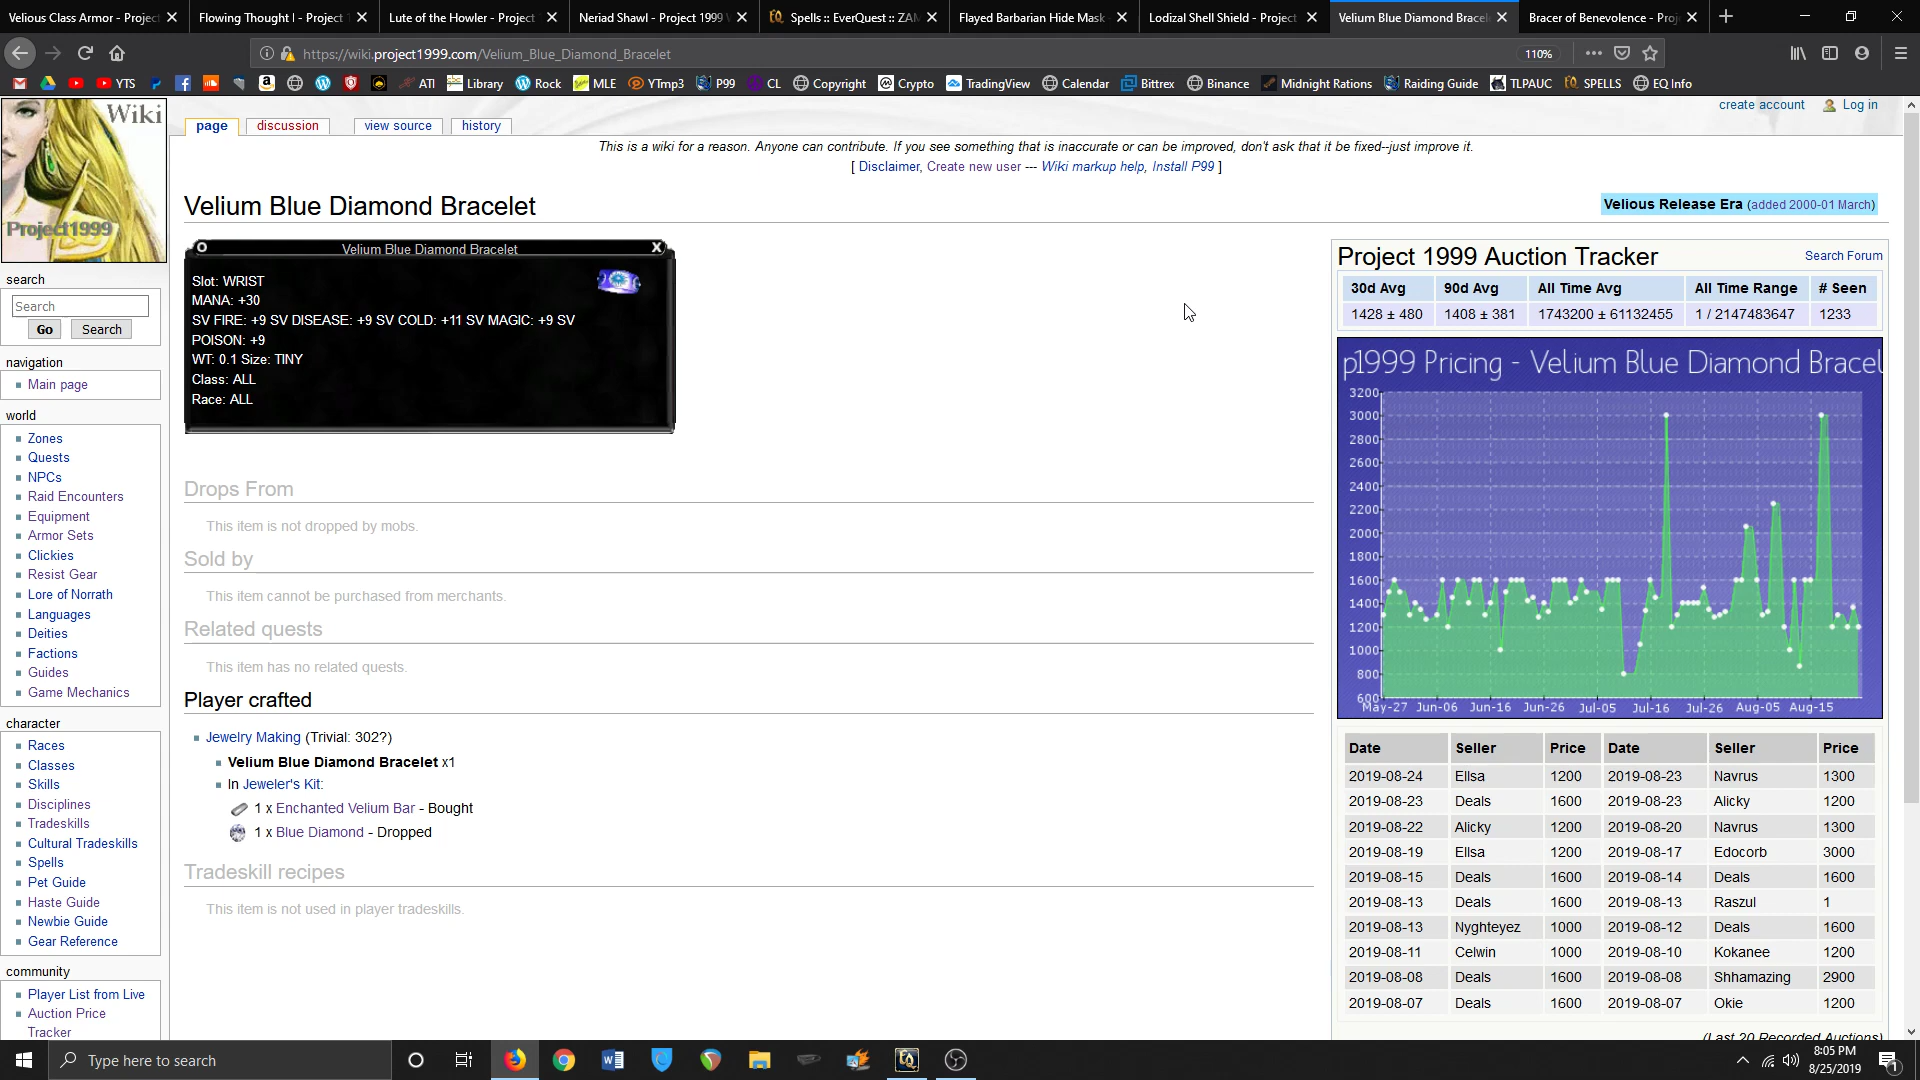 Velious Class Armor - Project
Flowing Thought I - Project
Lute of the Howler - Project
Neriad Shawl - Project 1999
Spells :: EverQuest :: ZAM
Flayed Barbarian Hide Mask
Lodizal Shell Shield - Project
Velium Blue Diamond Bracelet
Bracer of Benevolence - Proj
https://wiki.project1999.com/Velium_Blue_Diamond_Bracelet
110%
YTS
ATI
Library
Rock
MLE
YTmp3
P99
CL
Copyright
Crypto
TradingView
Calendar
Bittrex
Binance
Midnight Rations
Raiding Guide
TLPAUC
SPELLS
EQ Info
Wiki
Project1999
create account
Log in
page
discussion
view source
history
This is a wiki for a reason. Anyone can contribute. If you see something that is inaccurate or can be improved, don't ask that it be fixed--just improve it.
[ Disclaimer, Create new user --- Wiki markup help, Install P99 ]
Velium Blue Diamond Bracelet
Velious Release Era (added 2000-01 March)
search
Search
Go
Search
navigation
Main page
world
Zones
Quests
NPCs
Raid Encounters
Equipment
Armor Sets
Clickies
Resist Gear
Lore of Norrath
Languages
Deities
Factions
Guides
Game Mechanics
character
Races
Classes
Skills
Disciplines
Tradeskills
Cultural Tradeskills
Spells
Pet Guide
Haste Guide
Newbie Guide
Gear Reference
community
Player List from Live
Auction Price
Tracker
Velium Blue Diamond Bracelet
Slot: WRIST
MANA: +30
SV FIRE: +9 SV DISEASE: +9 SV COLD: +11 SV MAGIC: +9 SV
POISON: +9
WT: 0.1 Size: TINY
Class: ALL
Race: ALL
Drops From
This item is not dropped by mobs.
Sold by
This item cannot be purchased from merchants.
Related quests
This item has no related quests.
Player crafted
Jewelry Making (Trivial: 302?)
Velium Blue Diamond Bracelet x1
In Jeweler's Kit:
1 x Enchanted Velium Bar - Bought
1 x Blue Diamond - Dropped
Tradeskill recipes
This item is not used in player tradeskills.
Project 1999 Auction Tracker
Search Forum
30d Avg 90d Avg All Time Avg All Time Range # Seen
1428 ± 480 1408 ± 381 1743200 ± 61132455 1 / 2147483647 1233
p1999 Pricing - Velium Blue Diamond Bracel
3200
3000
2800
2600
2400
2200
2000
1800
1600
1400
1200
1000
800
600
May-27 Jun-06 Jun-16 Jun-26 Jul-05 Jul-16 Jul-26 Aug-05 Aug-15
Date Seller Price Date Seller Price
2019-08-24 Ellsa 1200 2019-08-23 Navrus 1300
2019-08-23 Deals 1600 2019-08-23 Alicky 1200
2019-08-22 Alicky 1200 2019-08-20 Navrus 1300
2019-08-19 Ellsa 1200 2019-08-17 Edocorb 3000
2019-08-15 Deals 1600 2019-08-14 Deals 1600
2019-08-13 Deals 1600 2019-08-13 Raszul 1
2019-08-13 Nyghteyez 1000 2019-08-12 Deals 1600
2019-08-11 Celwin 1000 2019-08-10 Kokanee 1200
2019-08-08 Deals 1600 2019-08-08 Shhamazing 2900
2019-08-07 Deals 1600 2019-08-07 Okie 1200
(Last 20 Recorded Auctions)
Type here to search
8:05 PM
8/25/2019
1